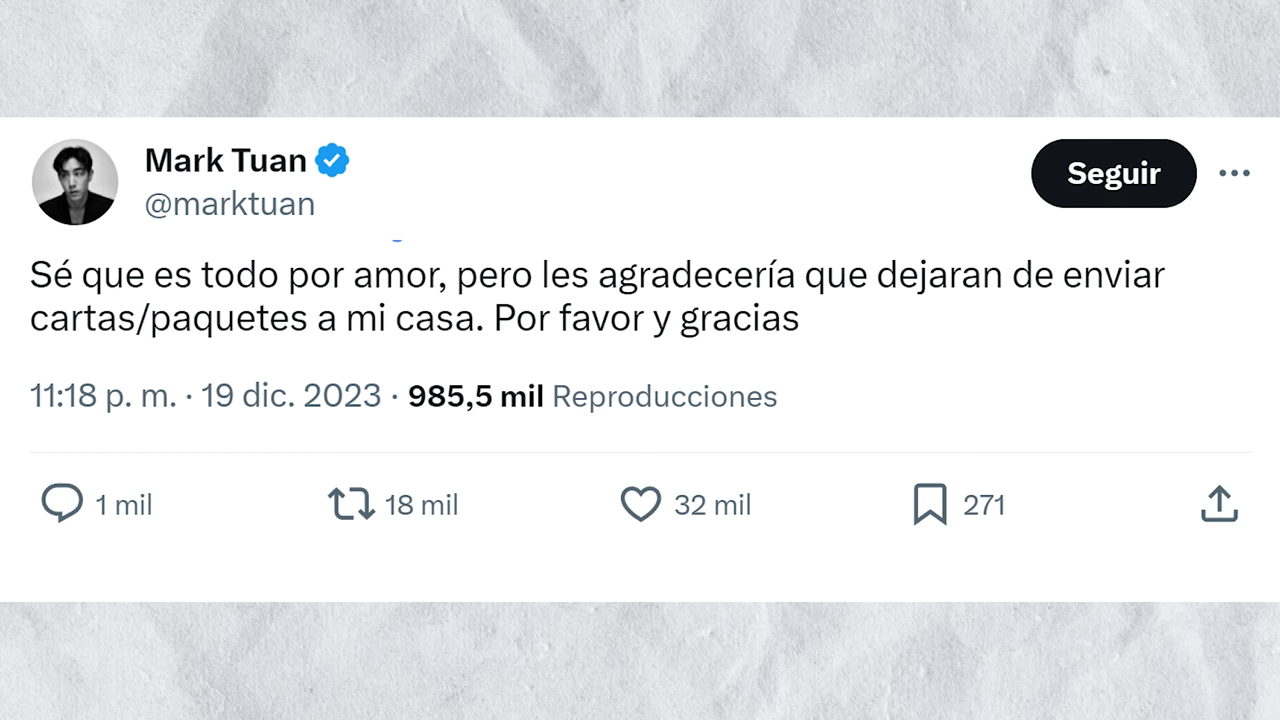 Mark Tuan
@marktuan
Seguir
Sé que es todo por amor, pero les agradecería que dejaran de enviar
cartas/paquetes a mi casa. Por favor y gracias
11:18 p. m. · 19 dic. 2023 · 985,5 mil Reproducciones
1 mil 18 mil 32 mil 271